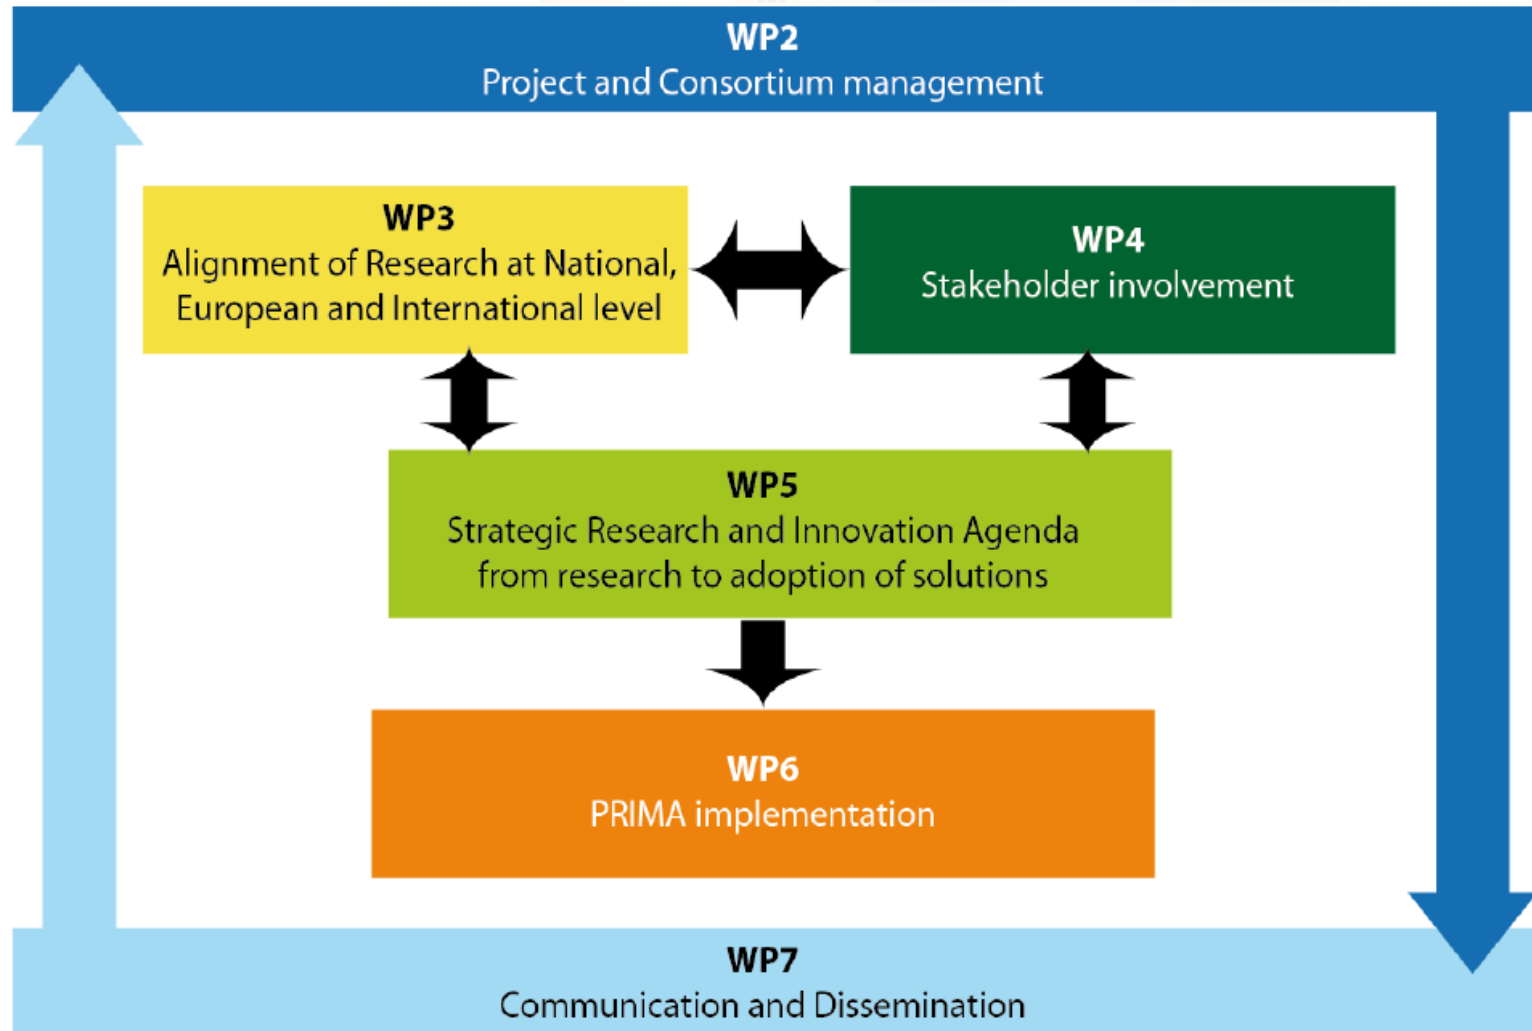 WP2
Project and Consortium management
WP3
Alignment of Research at National,
European and International level
WP4
Stakeholder involvement
WP5
Strategic Research and Innovation Agenda
from research to adoption of solutions
WP6
PRIMA implementation
WP7
Communication and Dissemination